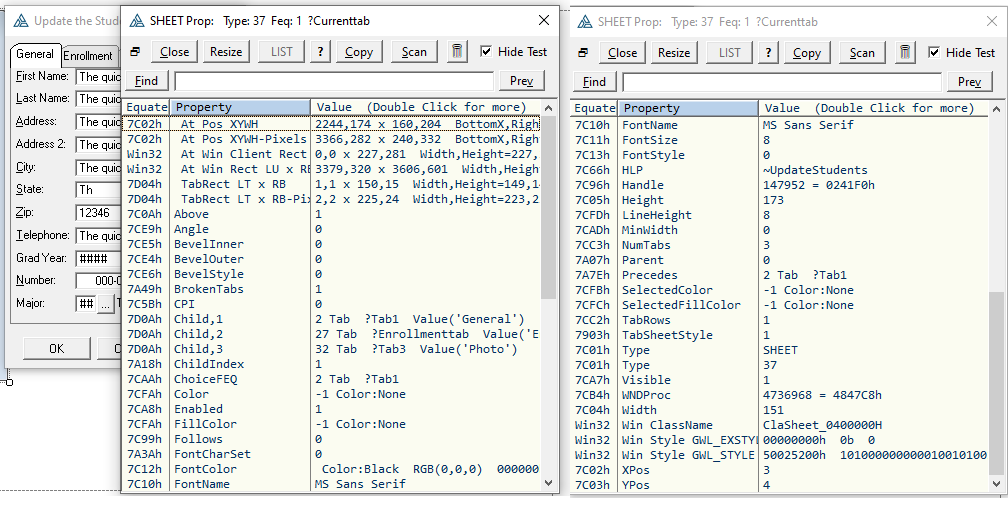 Update the Stude
General
Enrollment
First Name:
The quic
Last Name:
The quic
Address:
The quic
Address 2:
The quic
City:
The quic
State:
Th
Zip:
12346
Telephone:
The quic
Grad Year:
####
Number:
000-0
Major:
##
...
OK
SHEET Prop: Type: 37 Feq: 1 ?Currenttab
Close
Resize
LIST
?
Copy
Scan
Hide Test
Find
Prev
Equate Property Value (Double Click for more)
7C02h At Pos XYWH 2244,174 x 160,204 BottomX,Righ
7C02h At Pos XYWH-Pixels 3366,282 x 240,332 BottomX,Righ
Win32 At Win Client Rect 0,0 x 227,281 Width,Height=227,
Win32 At Win Rect LU x RB 3379,320 x 3606,601 Width,Heigh
7D04h TabRect LT x RB 1,1 x 150,15 Width,Height=149,14
7D04h TabRect LT x RB-Pix 2,2 x 225,24 Width,Height=223,2
7C0Ah Above 1
7CE9h Angle 0
7CE5h BevelInner 0
7CE4h BevelOuter 0
7CE6h BevelStyle 0
7A49h BrokenTabs 1
7C5Bh CPI 0
7D0Ah Child,1 2 Tab ?Tab1 Value('General')
7D0Ah Child,2 27 Tab ?Enrollmenttab Value('E
7D0Ah Child,3 32 Tab ?Tab3 Value('Photo')
7A18h ChildIndex 1
7CAAh ChoiceFEQ 2 Tab ?Tab1
7CFAh Color -1 Color:None
7CA8h Enabled 1
7CFAh FillColor -1 Color:None
7C99h Follows 0
7A3Ah FontCharSet 0
7C12h FontColor Color:Black RGB(0,0,0) 000000
7C10h FontName MS Sans Serif
SHEET Prop: Type: 37 Feq: 1 ?Currenttab
Close
Resize
LIST
?
Copy
Scan
Hide Test
Find
Prev
Equate Property Value (Double Click for more)
7C10h FontName MS Sans Serif
7C11h FontSize 8
7C13h FontStyle 0
7C66h HLP ~UpdateStudents
7C96h Handle 147952 = 0241F0h
7C05h Height 173
7CFDh LineHeight 8
7CADh MinWidth 0
7CC3h NumTabs 3
7A07h Parent 0
7A7Eh Precedes 2 Tab ?Tab1
7CFBh SelectedColor -1 Color:None
7CFCh SelectedFillColor -1 Color:None
7CC2h TabRows 1
7903h TabSheetStyle 1
7C01h Type SHEET
7C01h Type 37
7CA7h Visible 1
7CB4h WNDProc 4736968 = 4847C8h
7C04h Width 151
Win32 Win ClassName ClaSheet_0400000H
Win32 Win Style GWL_EXSTYL 00000000h 0b 0
Win32 Win Style GWL_STYLE 50025200h 1010000000000010010100
7C02h XPos 3
7C03h YPos 4